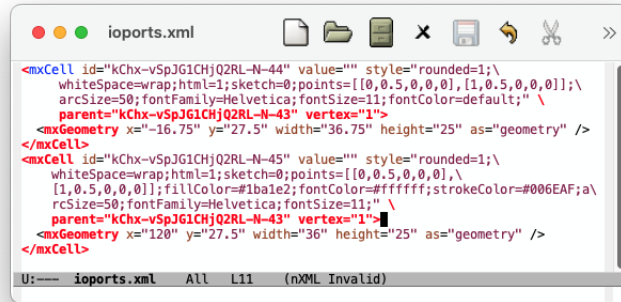 ioports.xml
<mxCell id="kChx-vSpJG1CHjQ2RL-N-44" value="" style="rounded=1;\
whiteSpace=wrap;html=1;sketch=0;points=[[0,0.5,0,0,0],[1,0.5,0,0,0]];\
arcSize=50;fontFamily=Helvetica;fontSize=11;fontColor=default;" \
parent="kChx-vSpJG1CHjQ2RL-N-43" vertex="1">
<mxGeometry x="-16.75" y="27.5" width="36.75" height="25" as="geometry" />
</mxCell>
<mxCell id="kChx-vSpJG1CHjQ2RL-N-45" value="" style="rounded=1;\
whiteSpace=wrap;html=1;sketch=0;points=[[0,0.5,0,0,0],\
[1,0.5,0,0,0]];fillColor=#1ba1e2;fontColor=#ffffff;strokeColor=#006EAF;a\
rcSize=50;fontFamily=Helvetica;fontSize=11;" \
parent="kChx-vSpJG1CHjQ2RL-N-43" vertex="1">
<mxGeometry x="120" y="27.5" width="36" height="25" as="geometry" />
</mxCell>
U:--- ioports.xml All L11 (nXML Invalid)